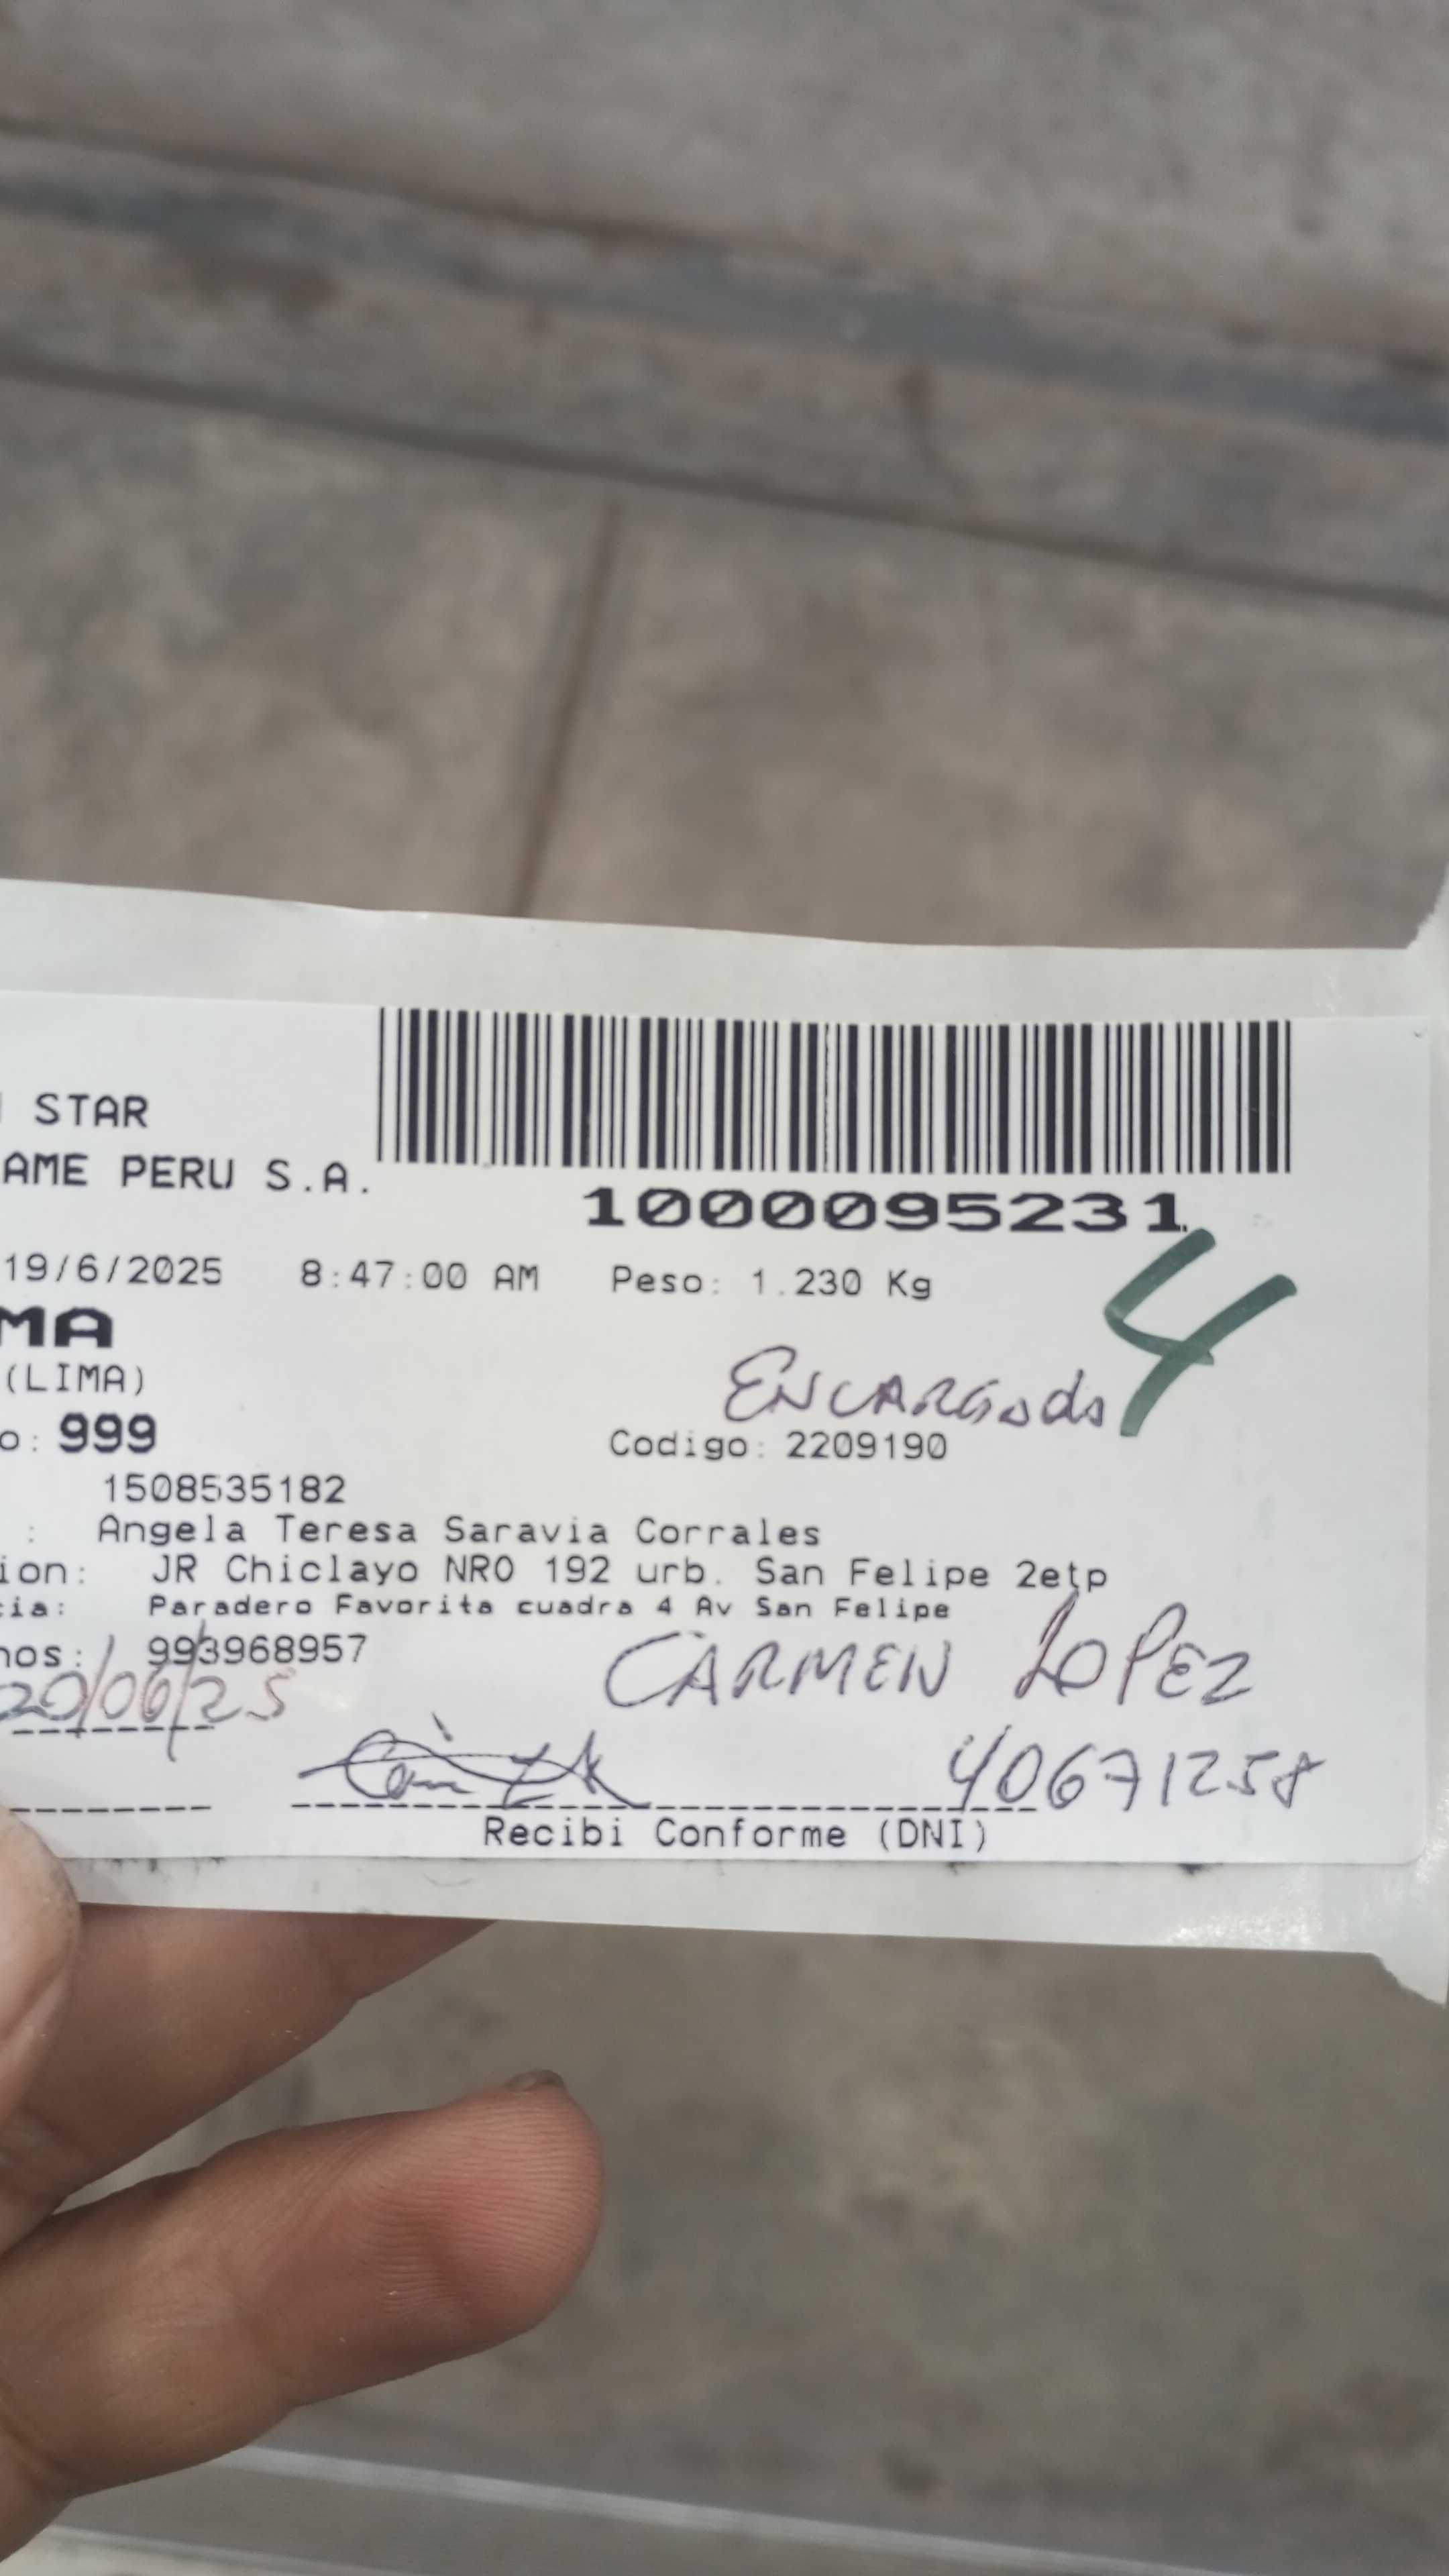 STAR
AME PERU S.A.
1000095231
19/6/2025 8:47:00 AM Peso: 1.230 Kg
4
MA
(LIMA)
ENCARGADO
o: 999
Codigo: 2209190
1508535182
: Angela Teresa Saravia Corrales
ion: JR Chiclayo NRO 192 urb. San Felipe 2etp
cia: Paradero Favorita cuadra 4 Av San Felipe
nos: 993968957
CARMEN LOPEZ
20/06/25
40671258
Recibi Conforme (DNI)